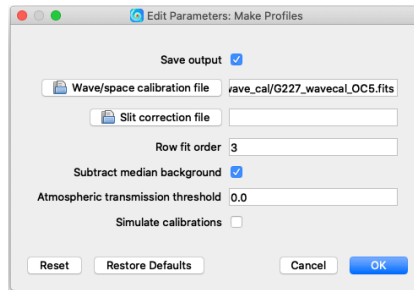 Edit Parameters: Make Profiles
Save output
Wave/space calibration file vave_cal/G227_wavecal_OC5.fits
Slit correction file
Row fit order 3
Subtract median background
Atmospheric transmission threshold 0.0
Simulate calibrations
Reset Restore Defaults Cancel OK